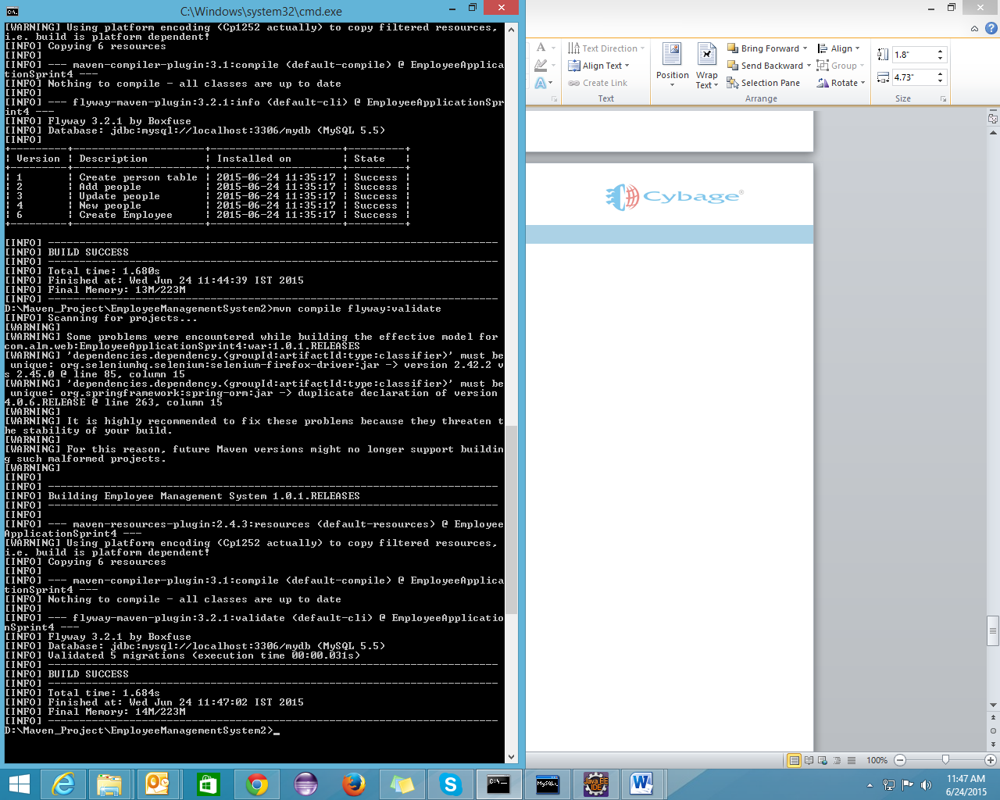 C:\Windows\system32\cmd.exe
[WARNING] Using platform encoding (Cp1252 actually) to copy filtered resources,
i.e. build is platform dependent!
[INFO] Copying 6 resources
[INFO]
[INFO] --- maven-compiler-plugin:3.1:compile (default-compile) @ EmployeeApplica
tionSprint4 ---
[INFO] Nothing to compile - all classes are up to date
[INFO]
[INFO] --- flyway-maven-plugin:3.2.1:info (default-cli) @ EmployeeApplicationSpr
int4 ---
[INFO] Flyway 3.2.1 by Boxfuse
[INFO] Database: jdbc:mysql://localhost:3306/mydb (MySQL 5.5)
[INFO]
+---------+---------------------+---------------------+---------+
| Version | Description         | Installed on        | State   |
+---------+---------------------+---------------------+---------+
| 1       | Create person table | 2015-06-24 11:35:17 | Success |
| 2       | Add people          | 2015-06-24 11:35:17 | Success |
| 3       | Update people       | 2015-06-24 11:35:17 | Success |
| 4       | New people          | 2015-06-24 11:35:17 | Success |
| 6       | Create Employee     | 2015-06-24 11:35:17 | Success |
+---------+---------------------+---------------------+---------+
[INFO] ------------------------------------------------------------------------
[INFO] BUILD SUCCESS
[INFO] ------------------------------------------------------------------------
[INFO] Total time: 1.680s
[INFO] Finished at: Wed Jun 24 11:44:39 IST 2015
[INFO] Final Memory: 13M/223M
[INFO] ------------------------------------------------------------------------
D:\Maven_Project\EmployeeManagementSystem2>mvn compile flyway:validate
[INFO] Scanning for projects...
[WARNING]
[WARNING] Some problems were encountered while building the effective model for
com.alm.web:EmployeeApplicationSprint4:war:1.0.1.RELEASES
[WARNING] 'dependencies.dependency.(groupId:artifactId:type:classifier)' must be
 unique: org.seleniumhq.selenium:selenium-firefox-driver:jar -> version 2.42.2 v
s 2.45.0 @ line 85, column 15
[WARNING] 'dependencies.dependency.(groupId:artifactId:type:classifier)' must be
 unique: org.springframework:spring-orm:jar -> duplicate declaration of version
4.0.6.RELEASE @ line 263, column 15
[WARNING]
[WARNING] It is highly recommended to fix these problems because they threaten t
he stability of your build.
[WARNING]
[WARNING] For this reason, future Maven versions might no longer support buildin
g such malformed projects.
[WARNING]
[INFO]
[INFO] ------------------------------------------------------------------------
[INFO] Building Employee Management System 1.0.1.RELEASES
[INFO] ------------------------------------------------------------------------
[INFO]
[INFO] --- maven-resources-plugin:2.4.3:resources (default-resources) @ Employee
ApplicationSprint4 ---
[WARNING] Using platform encoding (Cp1252 actually) to copy filtered resources,
i.e. build is platform dependent!
[INFO] Copying 6 resources
[INFO]
[INFO] --- maven-compiler-plugin:3.1:compile (default-compile) @ EmployeeApplica
tionSprint4 ---
[INFO] Nothing to compile - all classes are up to date
[INFO]
[INFO] --- flyway-maven-plugin:3.2.1:validate (default-cli) @ EmployeeApplicatio
nSprint4 ---
[INFO] Flyway 3.2.1 by Boxfuse
[INFO] Database: jdbc:mysql://localhost:3306/mydb (MySQL 5.5)
[INFO] Validated 5 migrations (execution time 00:00.031s)
[INFO] ------------------------------------------------------------------------
[INFO] BUILD SUCCESS
[INFO] ------------------------------------------------------------------------
[INFO] Total time: 1.684s
[INFO] Finished at: Wed Jun 24 11:47:02 IST 2015
[INFO] Final Memory: 14M/223M
[INFO] ------------------------------------------------------------------------
D:\Maven_Project\EmployeeManagementSystem2>_
Text Direction
Align Text
Create Link
Text
Position
Wrap
Text
Bring Forward
Send Backward
Selection Pane
Align
Group
Rotate
Arrange
1.8"
4.73"
Size
Cybage®
100%
C:\_
MySQL
Java EE
IDE
11:47 AM
6/24/2015